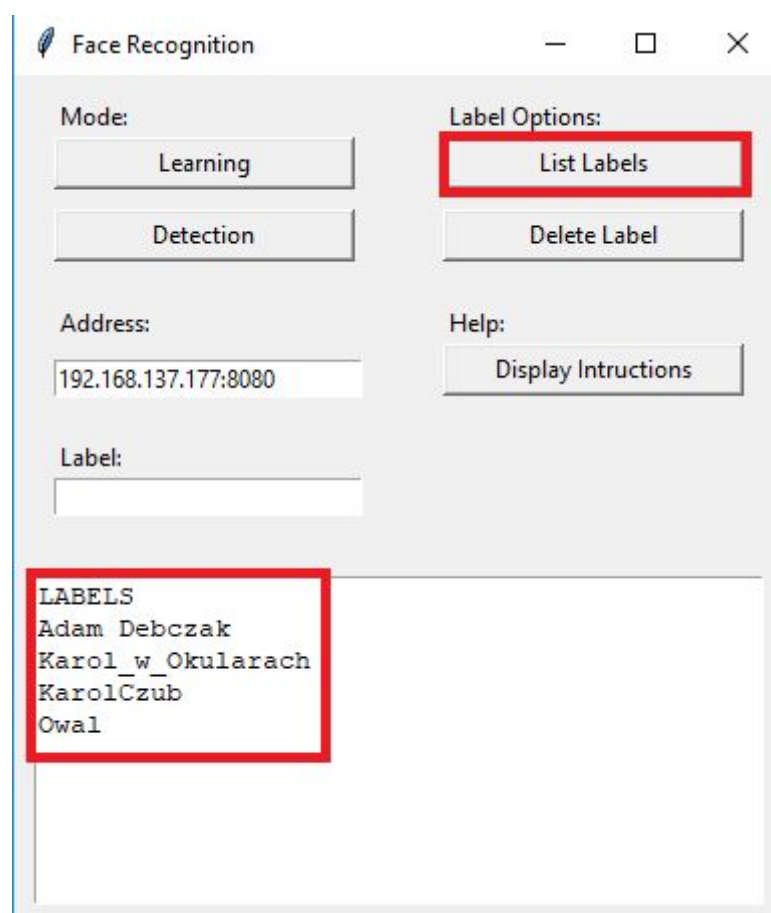 Face Recognition
Mode:
Learning
Detection
Label Options:
List Labels
Delete Label
Address:
192.168.137.177:8080
Help:
Display Intructions
Label:
LABELS
Adam Debczak
Karol_w_Okularach
KarolCzub
Owal